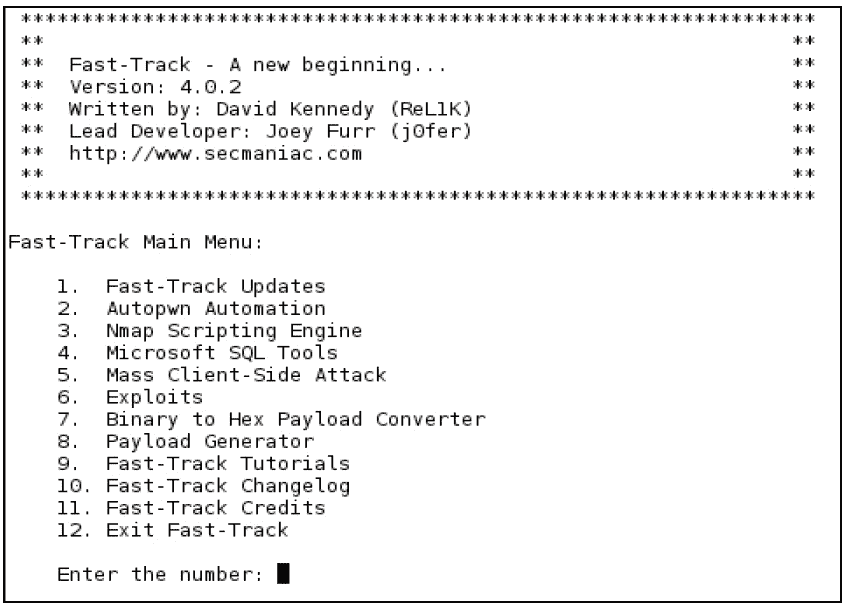 ******************************************************************
** **
** Fast-Track - A new beginning... **
** Version: 4.0.2 **
** Written by: David Kennedy (ReL1K) **
** Lead Developer: Joey Furr (j0fer) **
** http://www.secmaniac.com **
** **
******************************************************************
Fast-Track Main Menu:
1. Fast-Track Updates
2. Autopwn Automation
3. Nmap Scripting Engine
4. Microsoft SQL Tools
5. Mass Client-Side Attack
6. Exploits
7. Binary to Hex Payload Converter
8. Payload Generator
9. Fast-Track Tutorials
10. Fast-Track Changelog
11. Fast-Track Credits
12. Exit Fast-Track
Enter the number: